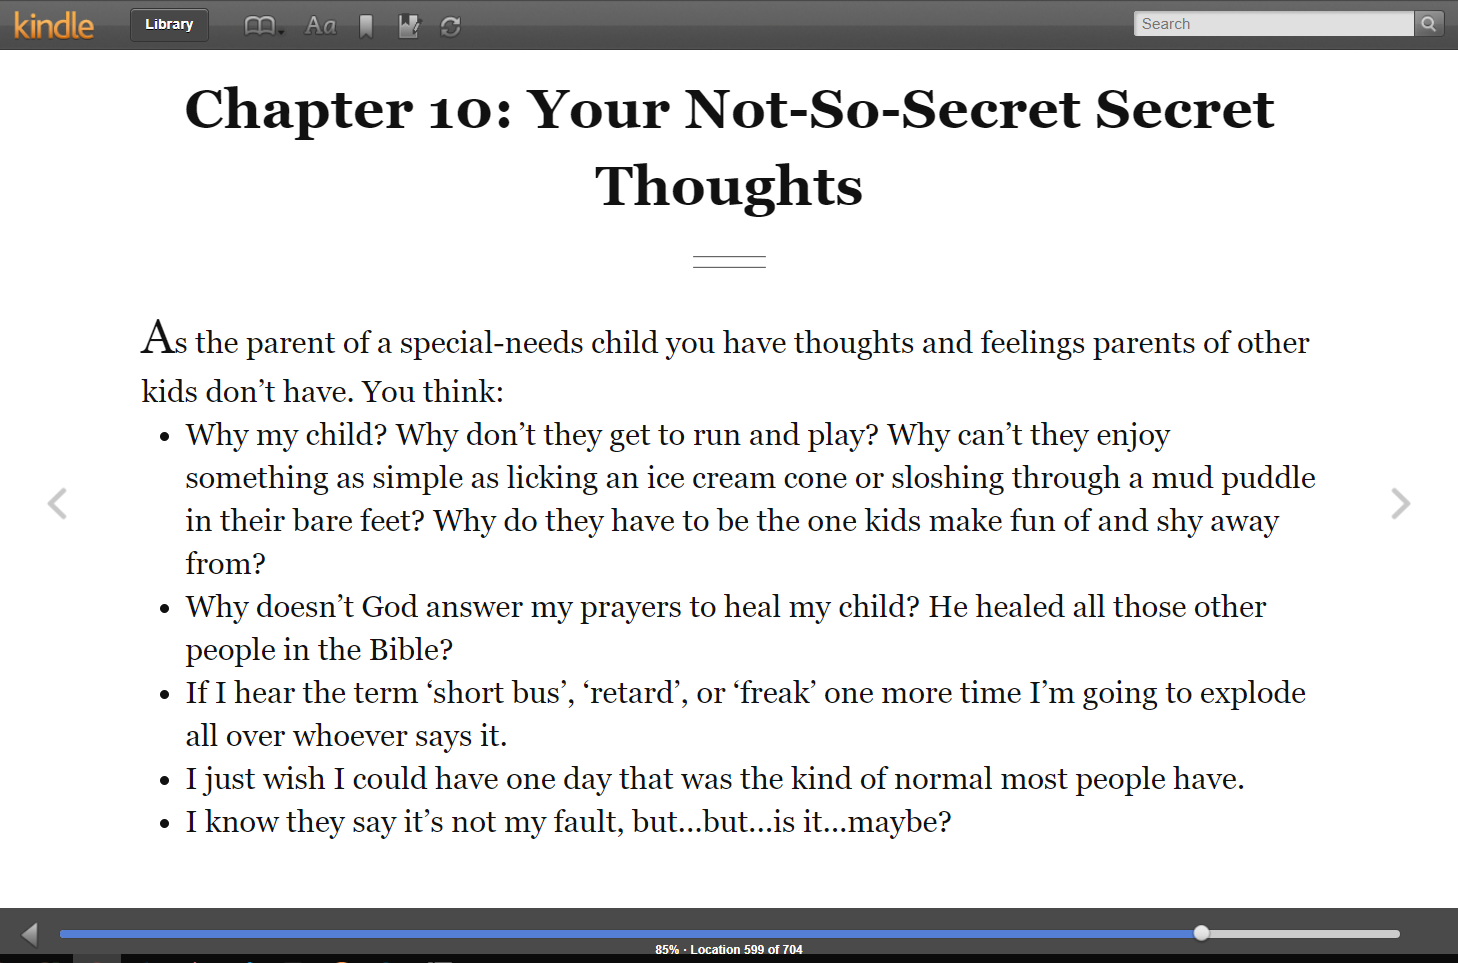 kindle
Library
Aa
Search
Chapter 10: Your Not-So-Secret Secret
Thoughts
As the parent of a special-needs child you have thoughts and feelings parents of other
kids don’t have. You think:
• Why my child? Why don’t they get to run and play? Why can’t they enjoy
something as simple as licking an ice cream cone or sloshing through a mud puddle
in their bare feet? Why do they have to be the one kids make fun of and shy away
from?
• Why doesn’t God answer my prayers to heal my child? He healed all those other
people in the Bible?
• If I hear the term ‘short bus’, ‘retard’, or ‘freak’ one more time I’m going to explode
all over whoever says it.
• I just wish I could have one day that was the kind of normal most people have.
• I know they say it’s not my fault, but...but...is it...maybe?
85% · Location 599 of 704